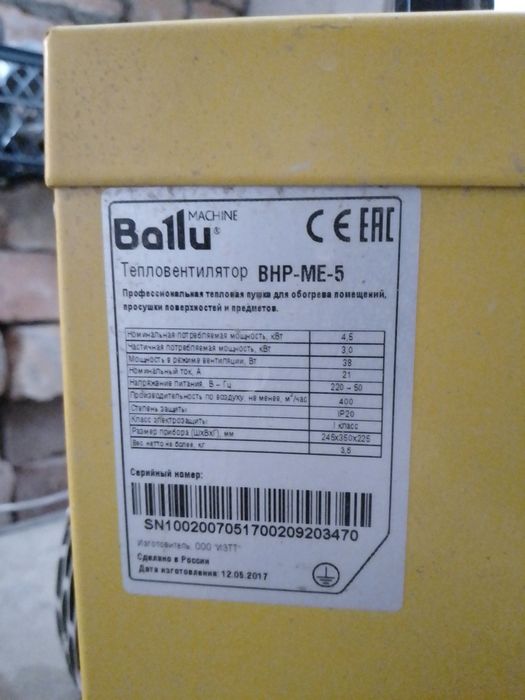 Ballu MACHINE ®
CE EAC
Тепловентилятор BHP-ME-5
Профессиональная тепловая пушка для обогрева помещений,
просушки поверхностей и предметов.
Номинальная потребляемая мощность, кВт 4,5
Частичная потребляемая мощность, кВт 3,0
Мощность в режиме вентиляции, Вт 38
Номинальный ток, А 21
Напряжение питания, В – Гц 220 – 50
Производительность по воздуху, не менее, м³/час 400
Степень защиты IP20
Класс электрозащиты I класс
Размер прибора (ШхВхГ), мм 245x350x225
Вес нетто не более, кг 3,5
Серийный номер:
SN1002007051700209203470
Изготовитель: ООО "ИЗТТ"
Сделано в России
Дата изготовления: 12.05.2017